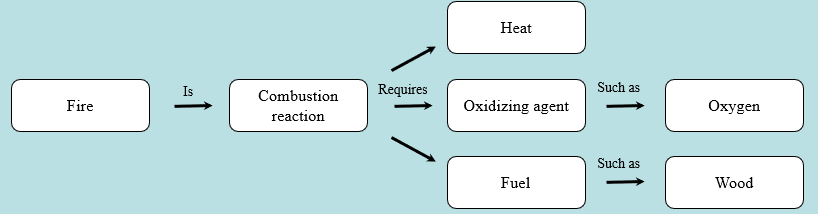 Heat
Fire
Is
Combustion
reaction
Requires
Oxidizing agent
Such as
Oxygen
Fuel
Such as
Wood